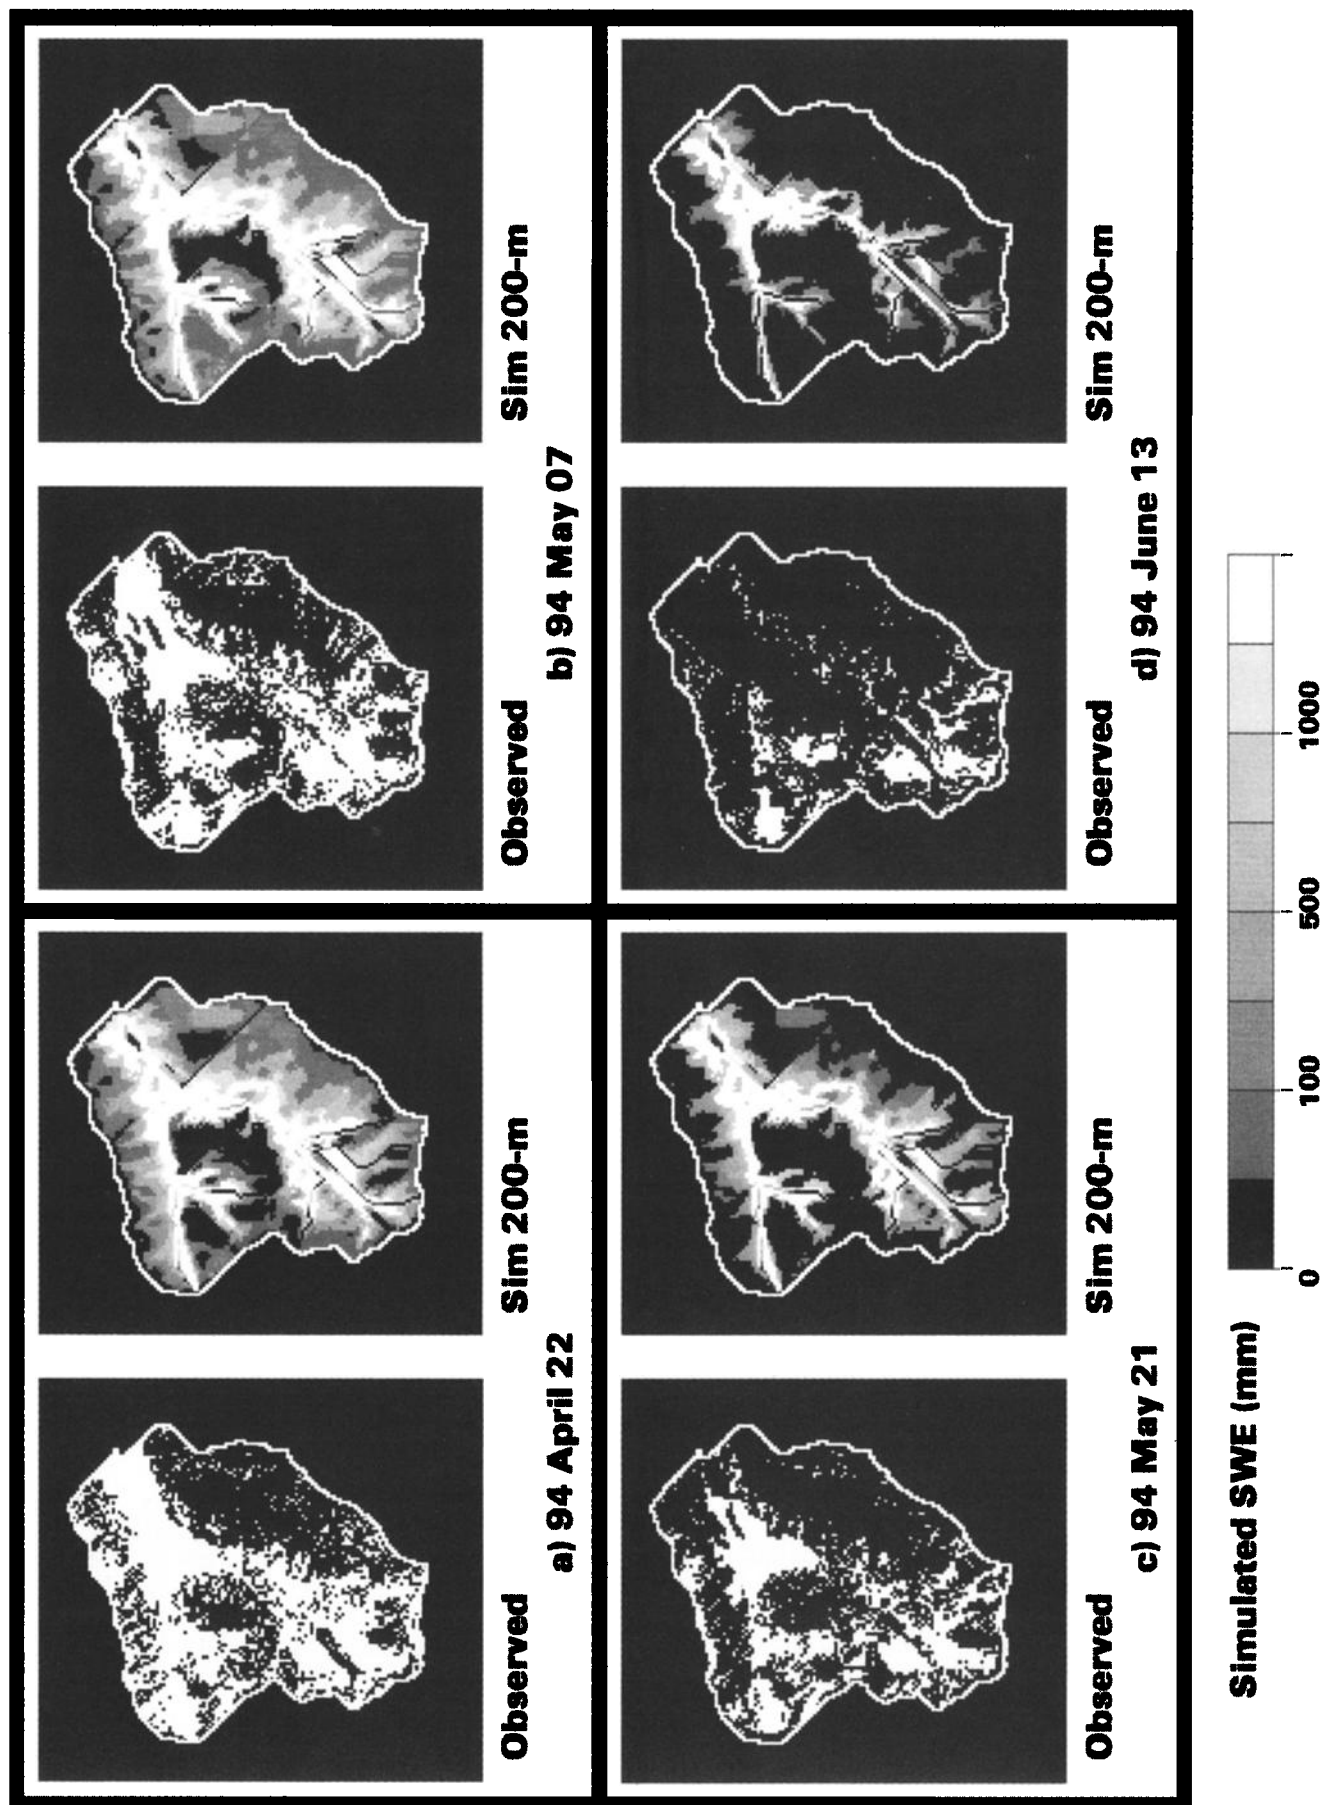 Observed
Sim 200-m
a) 94 April 22
Observed
Sim 200-m
b) 94 May 07
Observed
Sim 200-m
c) 94 May 21
Observed
Sim 200-m
d) 94 June 13
Simulated SWE (mm)
0 100 500 1000